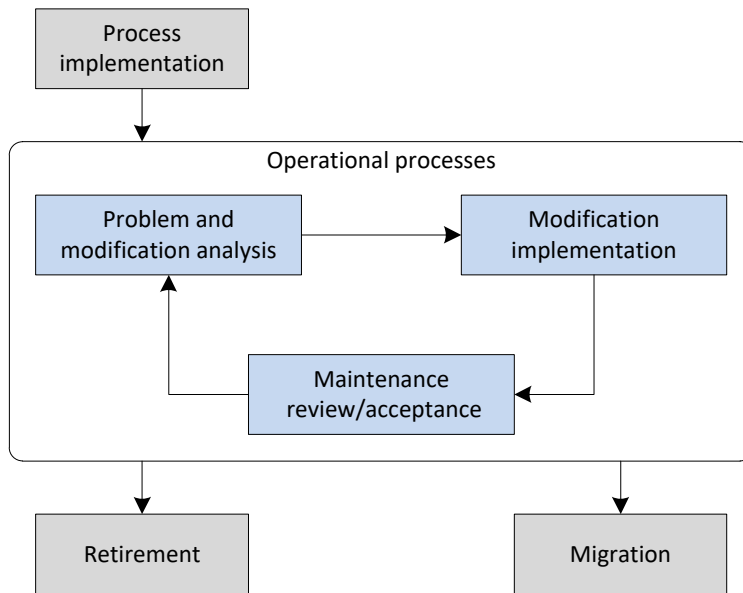 Process
implementation
Operational processes
Problem and
modification analysis
Modification
implementation
Maintenance
review/acceptance
Retirement
Migration